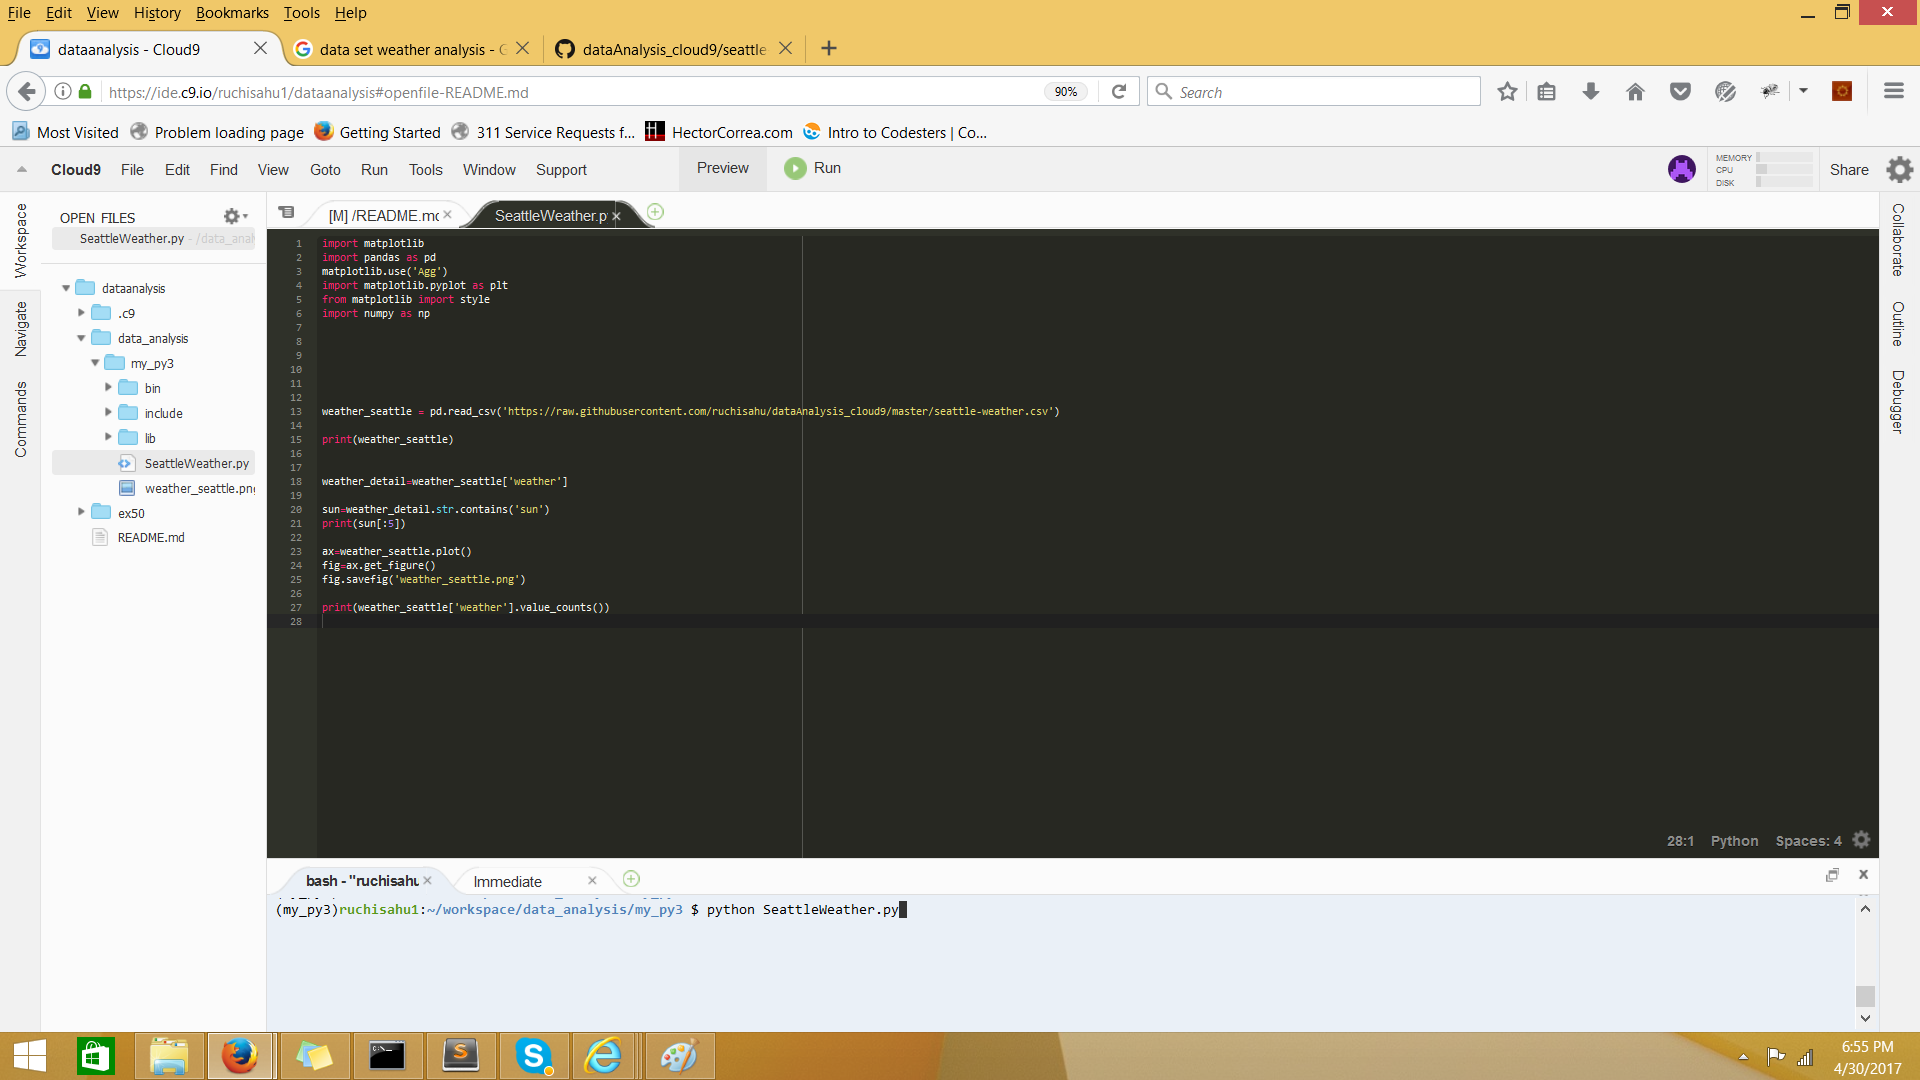 File Edit View History Bookmarks Tools Help
dataanalysis - Cloud9
data set weather analysis - G
dataAnalysis_cloud9/seattle
https://ide.c9.io/ruchisahu1/dataanalysis#openfile-README.md
90%
Search
Most Visited Problem loading page Getting Started 311 Service Requests f... HectorCorrea.com Intro to Codesters | Co...
Cloud9 File Edit Find View Goto Run Tools Window Support Preview Run
MEMORY
CPU
DISK
Share
Workspace
Navigate
Commands
OPEN FILES
SeattleWeather.py - /data_anal
dataanalysis
.c9
data_analysis
my_py3
bin
include
lib
SeattleWeather.py
weather_seattle.png
ex50
README.md
[M] /README.mc
SeattleWeather.p
1 import matplotlib
2 import pandas as pd
3 matplotlib.use('Agg')
4 import matplotlib.pyplot as plt
5 from matplotlib import style
6 import numpy as np
7
8
9
10
11
12
13 weather_seattle = pd.read_csv('https://raw.githubusercontent.com/ruchisahu/dataAnalysis_cloud9/master/seattle-weather.csv')
14
15 print(weather_seattle)
16
17
18 weather_detail=weather_seattle['weather']
19
20 sun=weather_detail.str.contains('sun')
21 print(sun[:5])
22
23 ax=weather_seattle.plot()
24 fig=ax.get_figure()
25 fig.savefig('weather_seattle.png')
26
27 print(weather_seattle['weather'].value_counts())
28
28:1 Python Spaces: 4
Collaborate
Outline
Debugger
bash - "ruchisahu
Immediate
(my_py3)ruchisahu1:~/workspace/data_analysis/my_py3 $ python SeattleWeather.py
6:55 PM
4/30/2017